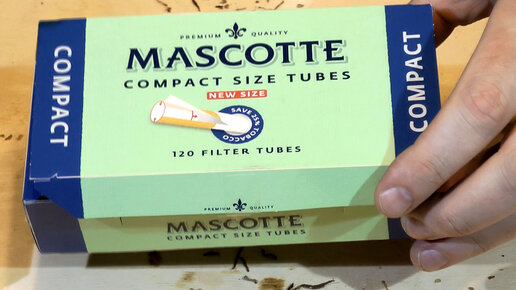 PREMIUM QUALITY
MASCOTTE
COMPACT SIZE TUBES
NEW SIZE
SAVE 25% TOBACCO
120 FILTER TUBES
COMPACT
COMPACT
PREMIUM QUALITY
MASCOTTE
COMPACT SIZE TUBES